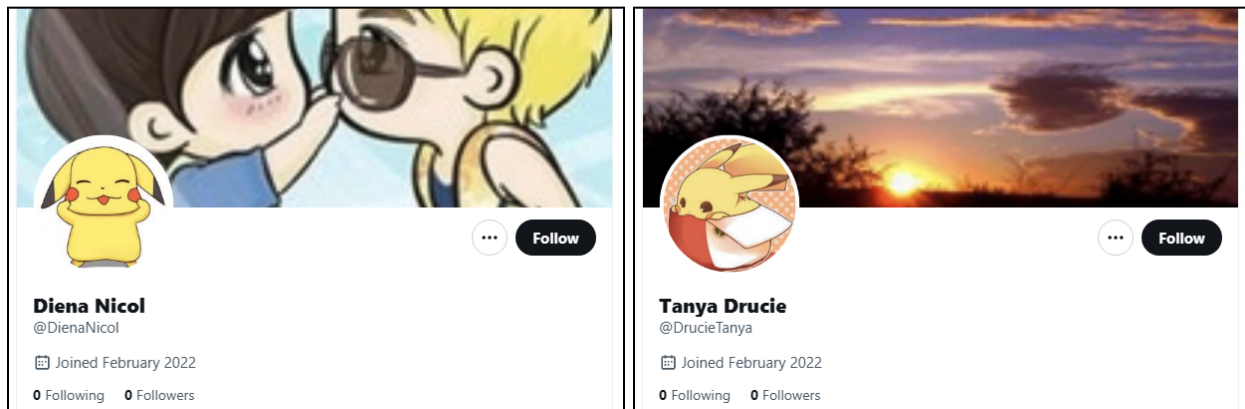 Follow
Diena Nicol
@DienaNicol
Joined February 2022
0 Following 0 Followers
Follow
Tanya Drucie
@DrucieTanya
Joined February 2022
0 Following 0 Followers